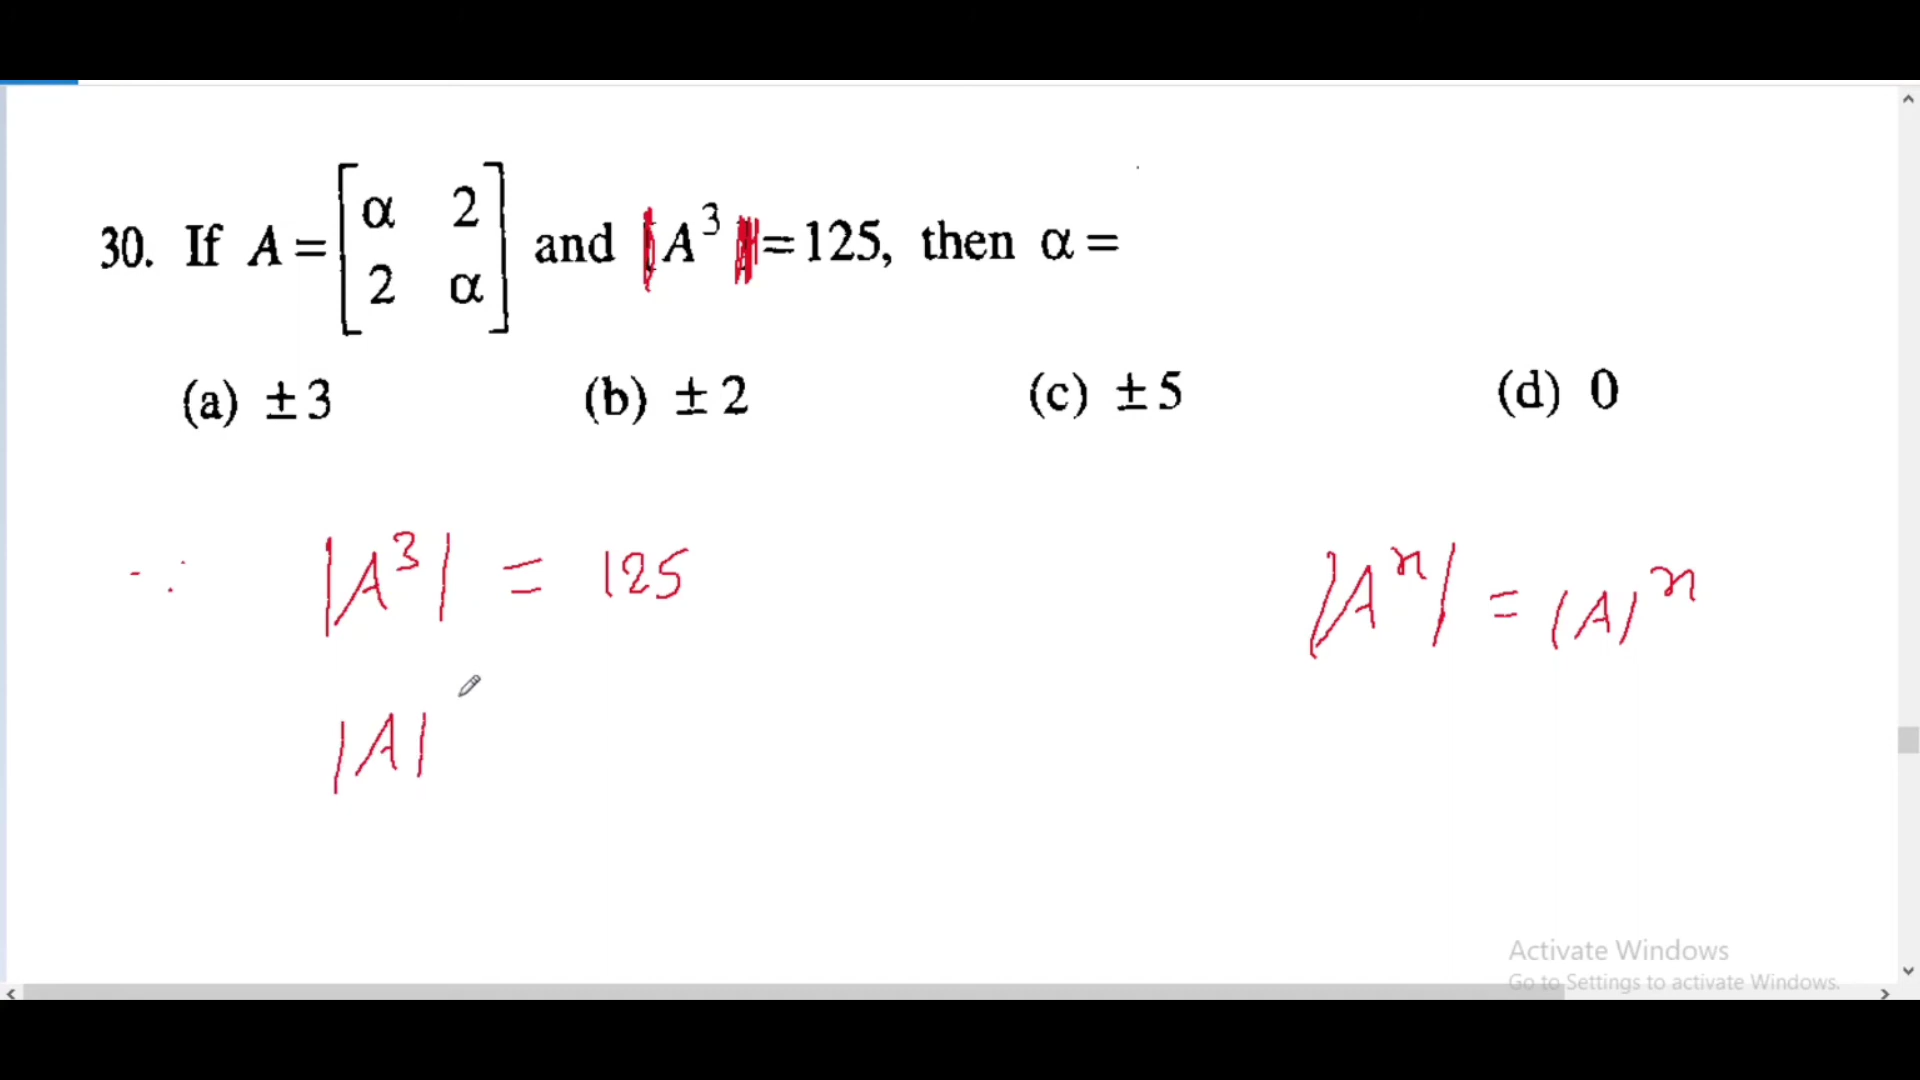 30. If A = [α 2; 2 α] and |A³| = 125, then α =
(a) ±3 (b) ±2 (c) ±5 (d) 0
∵ |A³| = 125
|Aⁿ| = |A|ⁿ
|A|
Activate Windows
Go to Settings to activate Windows.